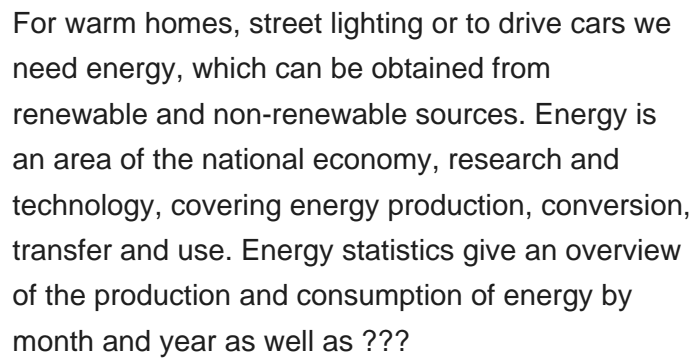 For warm homes, street lighting or to drive cars we
need energy, which can be obtained from
renewable and non-renewable sources. Energy is
an area of the national economy, research and
technology, covering energy production, conversion,
transfer and use. Energy statistics give an overview
of the production and consumption of energy by
month and year as well as ???